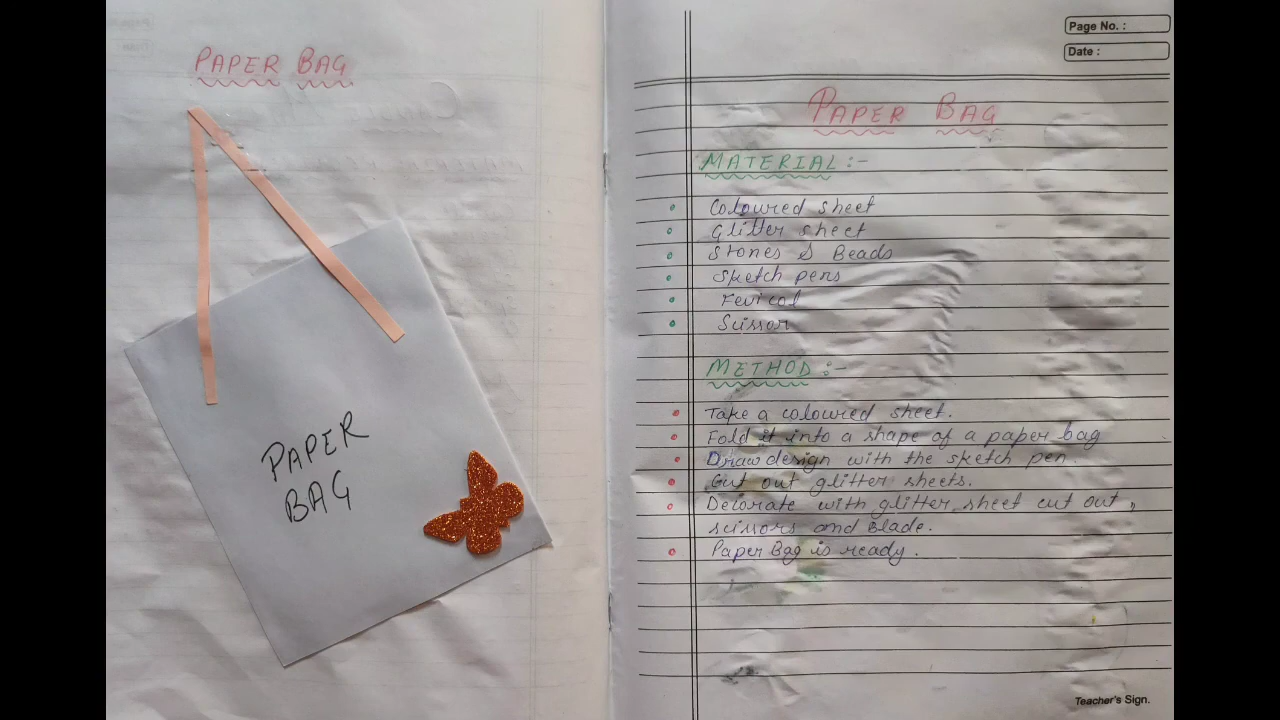 PAPER BAG
PAPER
BAG
Page No. :
Date :
PAPER BAG
MATERIAL :-
Coloured sheet
Glitter sheet
Stones & Beads
Sketch pens
Fevicol
Scissor
METHOD :-
Take a coloured sheet.
Fold it into a shape of a paper bag
Draw design with the sketch pen.
Cut out glitter sheets.
Decorate with glitter sheet cut out,
scissors and blade.
Paper Bag is ready.
Teacher's Sign.